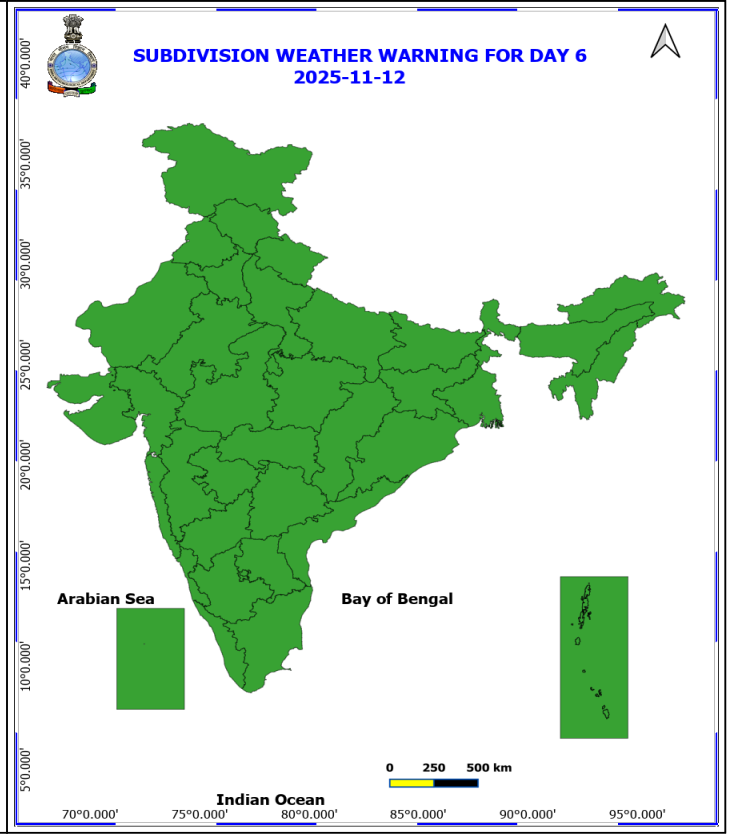 SUBDIVISION WEATHER WARNING FOR DAY 6
2025-11-12
40°0.000'
35°0.000'
30°0.000'
25°0.000'
20°0.000'
15°0.000'
10°0.000'
5°0.000'
Arabian Sea
Bay of Bengal
0 250 500 km
Indian Ocean
70°0.000' 75°0.000' 80°0.000' 85°0.000' 90°0.000' 95°0.000'